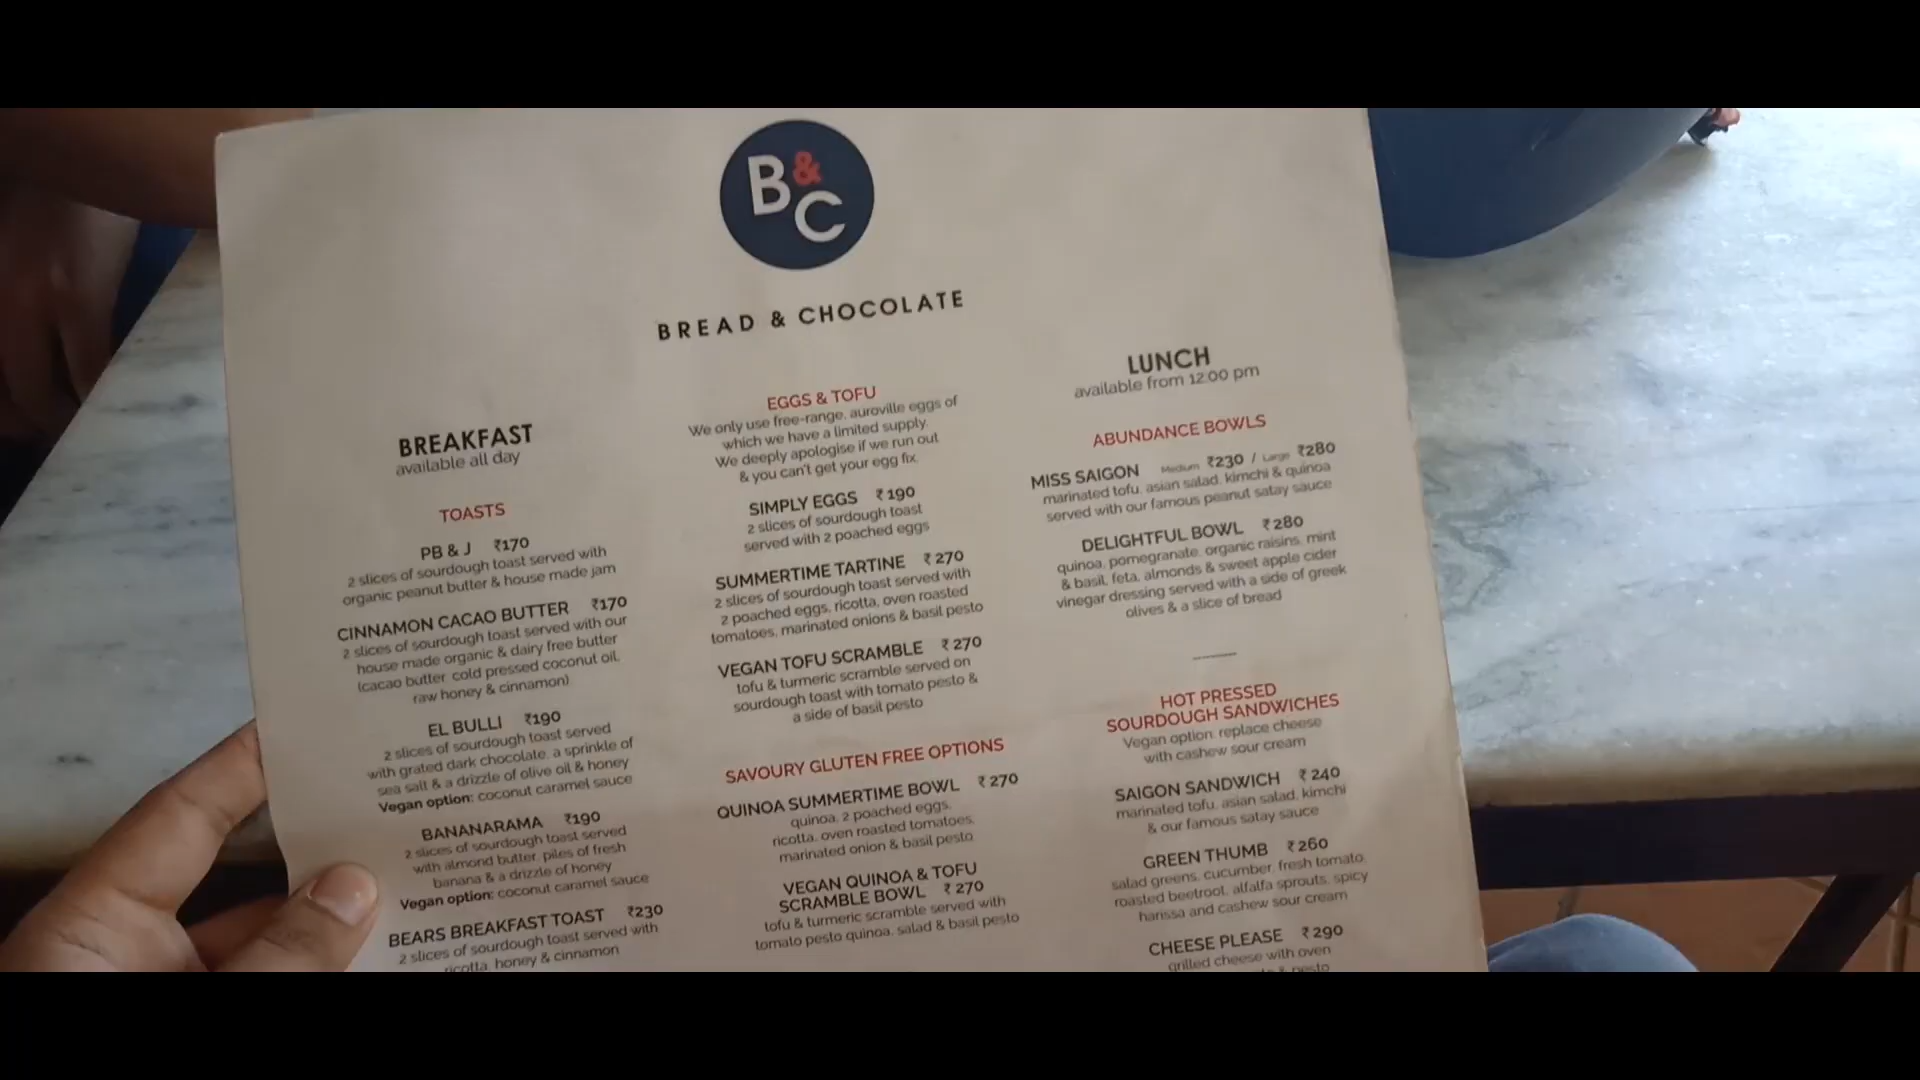 B & C
BREAD & CHOCOLATE
BREAKFAST
available all day
TOASTS
PB & J ₹170
2 slices of sourdough toast served with
organic peanut butter & house made jam
CINNAMON CACAO BUTTER ₹170
2 slices of sourdough toast served with our
house made organic & dairy free butter
(cacao butter, cold pressed coconut oil,
raw honey & cinnamon)
EL BULLI ₹190
2 slices of sourdough toast served
with grated dark chocolate, a sprinkle of
sea salt & a drizzle of olive oil & honey
Vegan option: coconut caramel sauce
BANANARAMA ₹190
2 slices of sourdough toast served
with almond butter, piles of fresh
banana & a drizzle of honey
Vegan option: coconut caramel sauce
BEARS BREAKFAST TOAST ₹230
2 slices of sourdough toast served with
ricotta, honey & cinnamon
EGGS & TOFU
We only use free-range, auroville eggs of
which we have a limited supply.
We deeply apologise if we run out
& you can't get your egg fix.
SIMPLY EGGS ₹190
2 slices of sourdough toast
served with 2 poached eggs
SUMMERTIME TARTINE ₹270
2 slices of sourdough toast served with
2 poached eggs, ricotta, oven roasted
tomatoes, marinated onions & basil pesto
VEGAN TOFU SCRAMBLE ₹270
tofu & turmeric scramble served on
sourdough toast with tomato pesto &
a side of basil pesto
SAVOURY GLUTEN FREE OPTIONS
QUINOA SUMMERTIME BOWL ₹270
quinoa, 2 poached eggs,
ricotta, oven roasted tomatoes,
marinated onion & basil pesto
VEGAN QUINOA & TOFU
SCRAMBLE BOWL ₹270
tofu & turmeric scramble served with
tomato pesto quinoa, salad & basil pesto
LUNCH
available from 12:00 pm
ABUNDANCE BOWLS
MISS SAIGON Medium ₹230 / Large ₹280
marinated tofu, asian salad, kimchi & quinoa
served with our famous peanut satay sauce
DELIGHTFUL BOWL ₹280
quinoa, pomegranate, organic raisins, mint
& basil, feta, almonds & sweet apple cider
vinegar dressing served with a side of greek
olives & a slice of bread
HOT PRESSED
SOURDOUGH SANDWICHES
Vegan option: replace cheese
with cashew sour cream
SAIGON SANDWICH ₹240
marinated tofu, asian salad, kimchi
& our famous satay sauce
GREEN THUMB ₹260
salad greens, cucumber, fresh tomato,
roasted beetroot, alfalfa sprouts, spicy
harissa and cashew sour cream
CHEESE PLEASE ₹290
grilled cheese with oven
& pesto